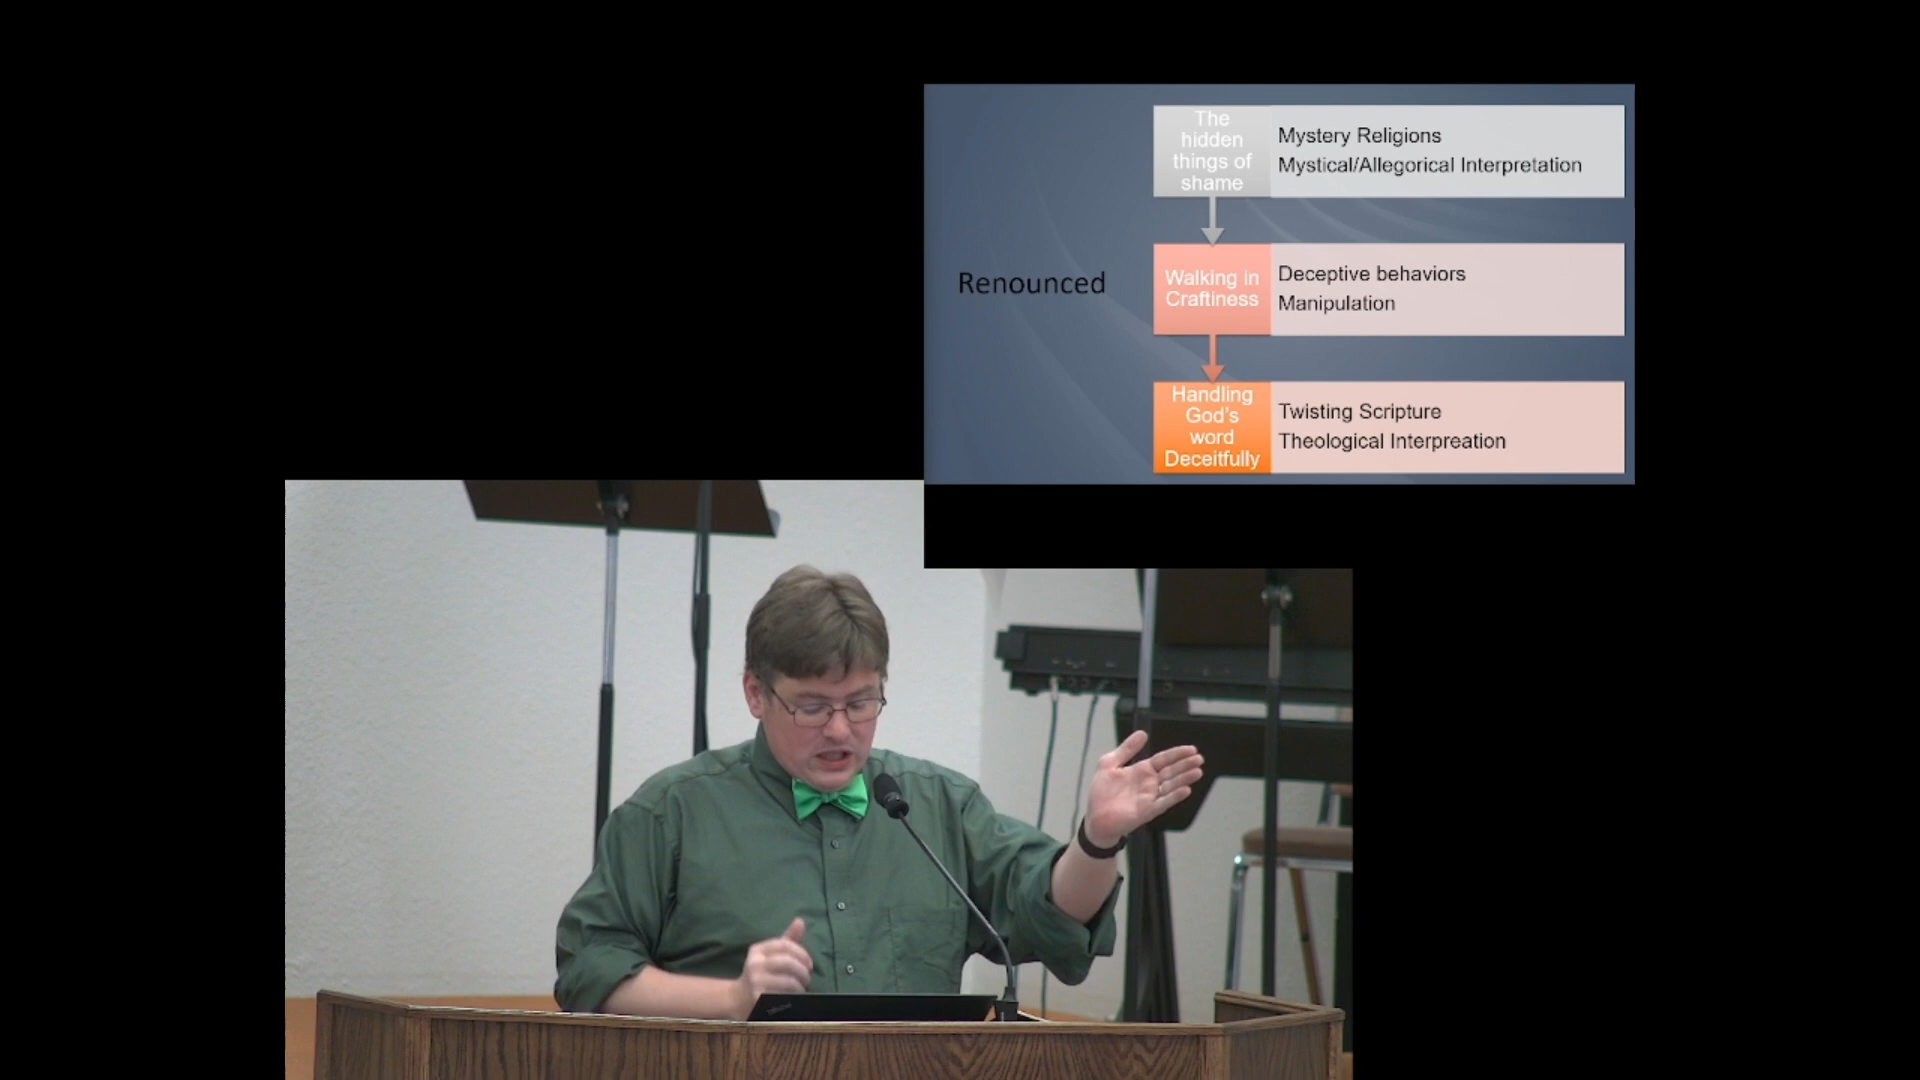 Renounced
The
hidden
things of
shame
Mystery Religions
Mystical/Allegorical Interpretation
Walking in
Craftiness
Deceptive behaviors
Manipulation
Handling
God's
word
Deceitfully
Twisting Scripture
Theological Interpreation